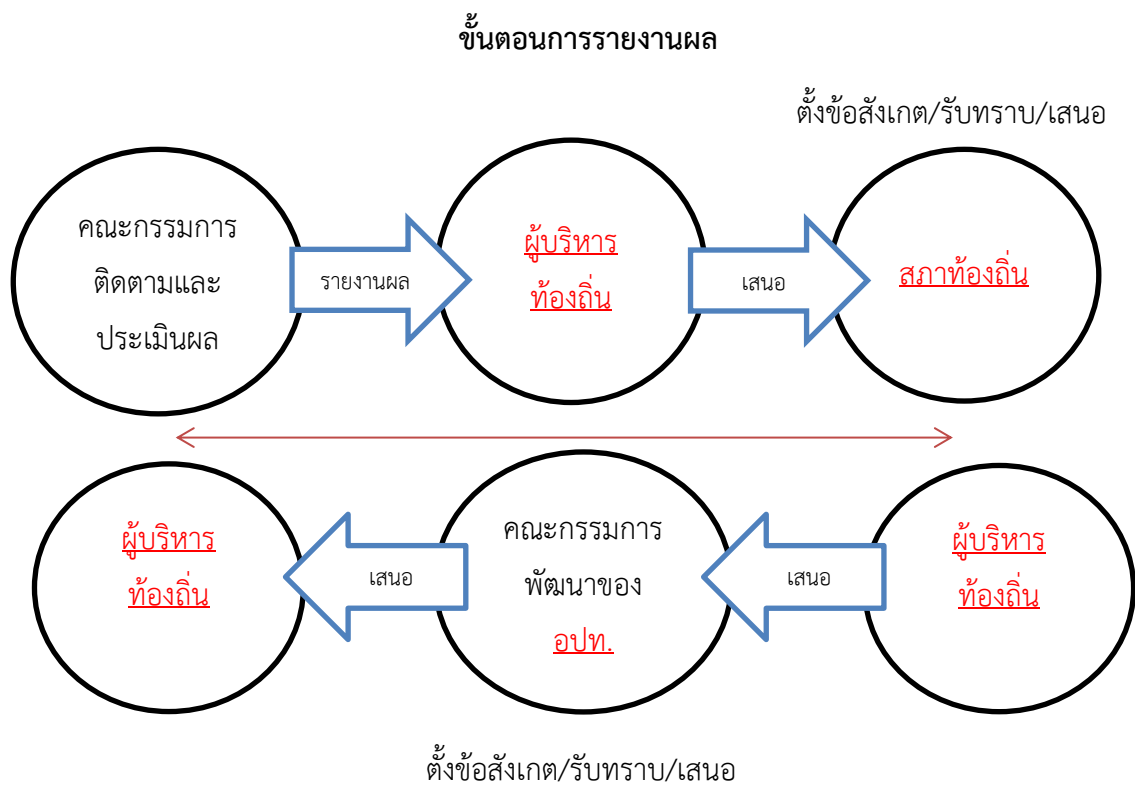 ขั้นตอนการรายงานผล
ตั้งข้อสังเกต/รับทราบ/เสนอ
คณะกรรมการ
ติดตามและ
ประเมินผล
รายงานผล
ผู้บริหาร
ท้องถิ่น
เสนอ
สภาท้องถิ่น
ผู้บริหาร
ท้องถิ่น
เสนอ
คณะกรรมการ
พัฒนาของ
อปท.
เสนอ
ผู้บริหาร
ท้องถิ่น
ตั้งข้อสังเกต/รับทราบ/เสนอ